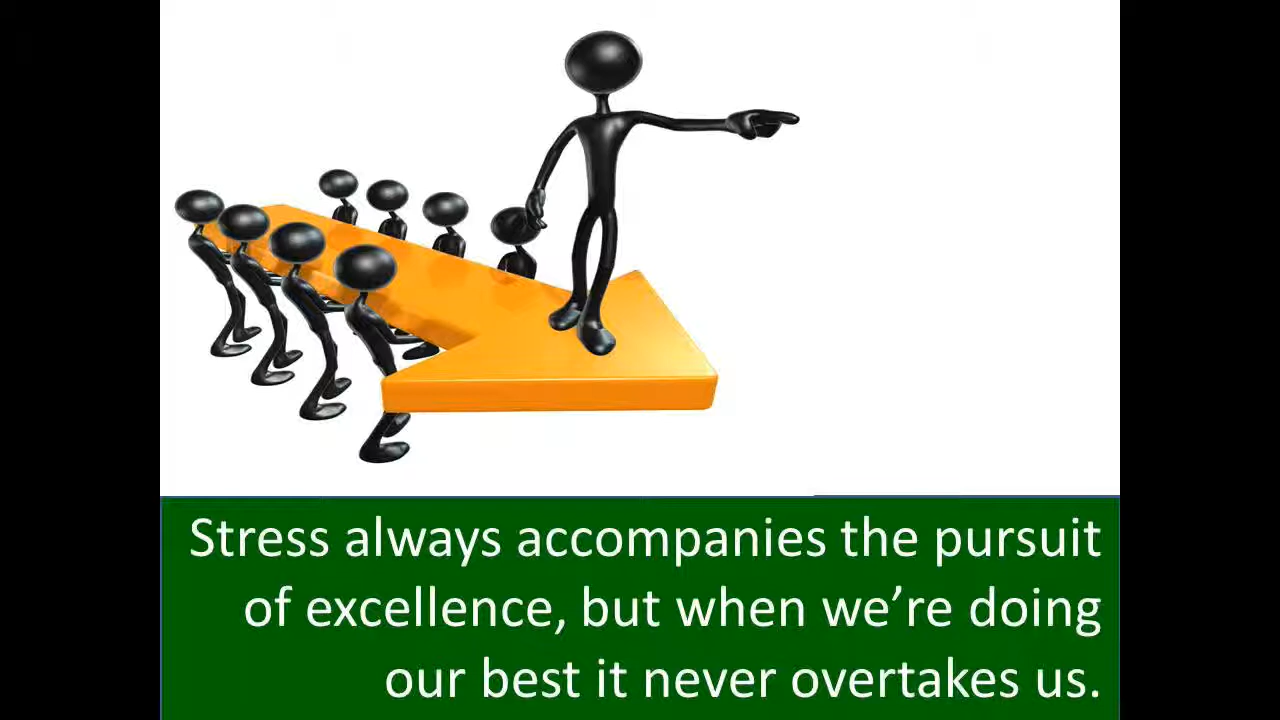 Stress always accompanies the pursuit
of excellence, but when we’re doing
our best it never overtakes us.